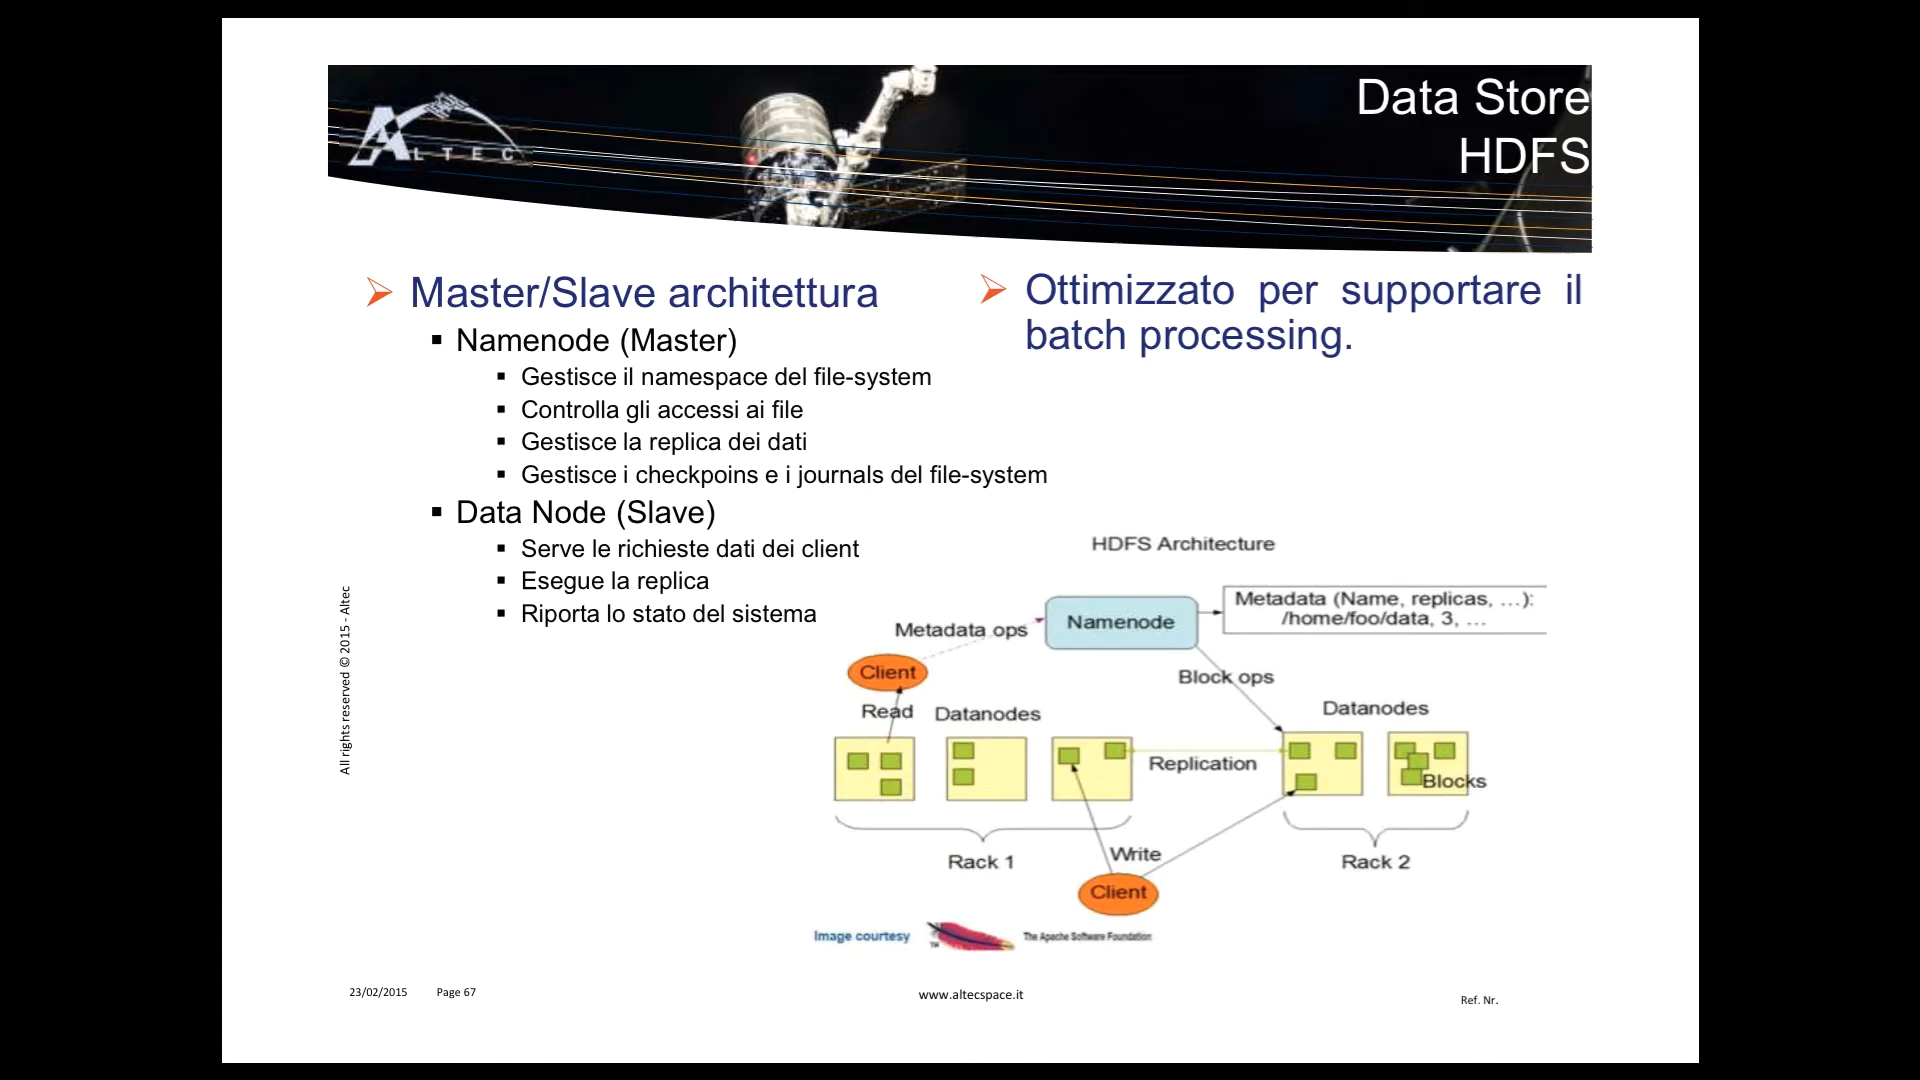 ALTEC
Data Store
HDFS
Master/Slave architettura
Namenode (Master)
Gestisce il namespace del file-system
Controlla gli accessi ai file
Gestisce la replica dei dati
Gestisce i checkpoins e i journals del file-system
Data Node (Slave)
Serve le richieste dati dei client
Esegue la replica
Riporta lo stato del sistema
Ottimizzato per supportare il
batch processing.
HDFS Architecture
Namenode
Metadata (Name, replicas, ...):
/home/foo/data, 3, ...
Metadata ops
Client
Block ops
Read
Datanodes
Datanodes
Replication
Blocks
Rack 1
Write
Rack 2
Client
Image courtesy
TM
The Apache Software Foundation
All rights reserved © 2015 - Altec
23/02/2015
Page 67
www.altecspace.it
Ref. Nr.